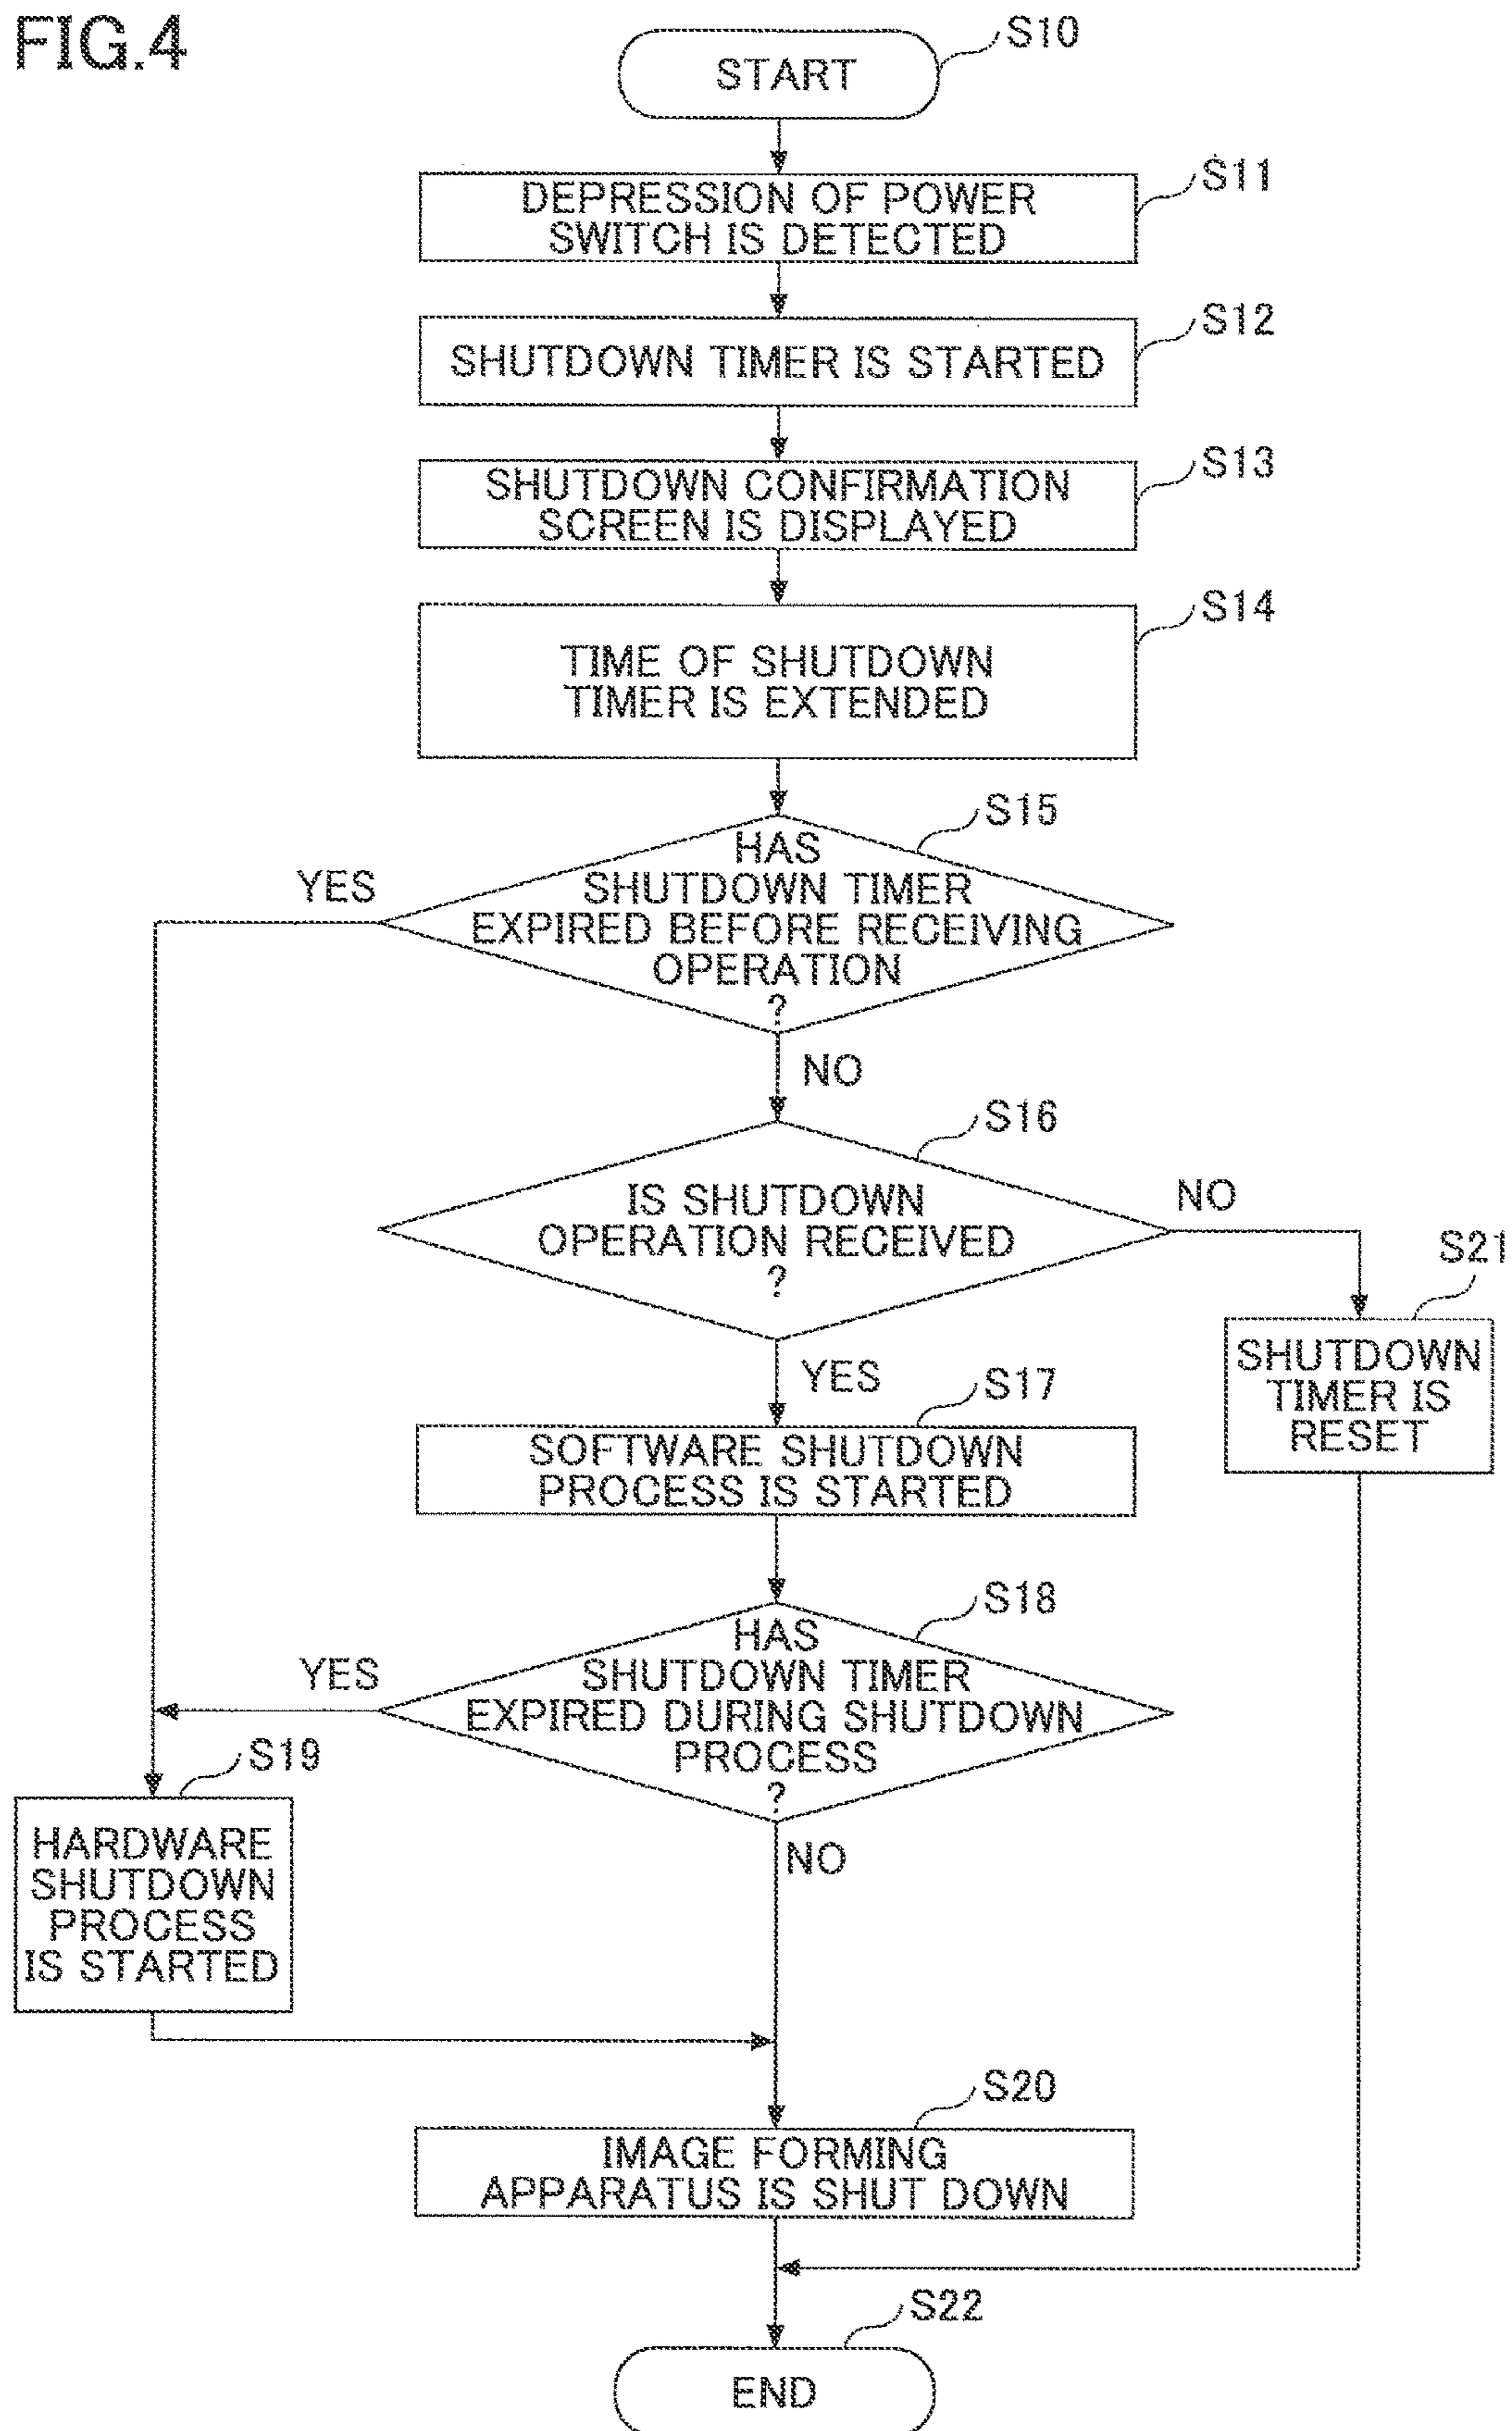 FIG.4
S10
START
S11
DEPRESSION OF POWER
SWITCH IS DETECTED
S12
SHUTDOWN TIMER IS STARTED
S13
SHUTDOWN CONFIRMATION
SCREEN IS DISPLAYED
S14
TIME OF SHUTDOWN
TIMER IS EXTENDED
S15
HAS
SHUTDOWN TIMER
EXPIRED BEFORE RECEIVING
OPERATION
?
YES
NO
S16
IS SHUTDOWN
OPERATION RECEIVED
?
NO
S21
SHUTDOWN
TIMER IS
RESET
YES
S17
SOFTWARE SHUTDOWN
PROCESS IS STARTED
S18
HAS
SHUTDOWN TIMER
EXPIRED DURING SHUTDOWN
PROCESS
?
YES
S19
HARDWARE
SHUTDOWN
PROCESS
IS STARTED
NO
S20
IMAGE FORMING
APPARATUS IS SHUT DOWN
S22
END